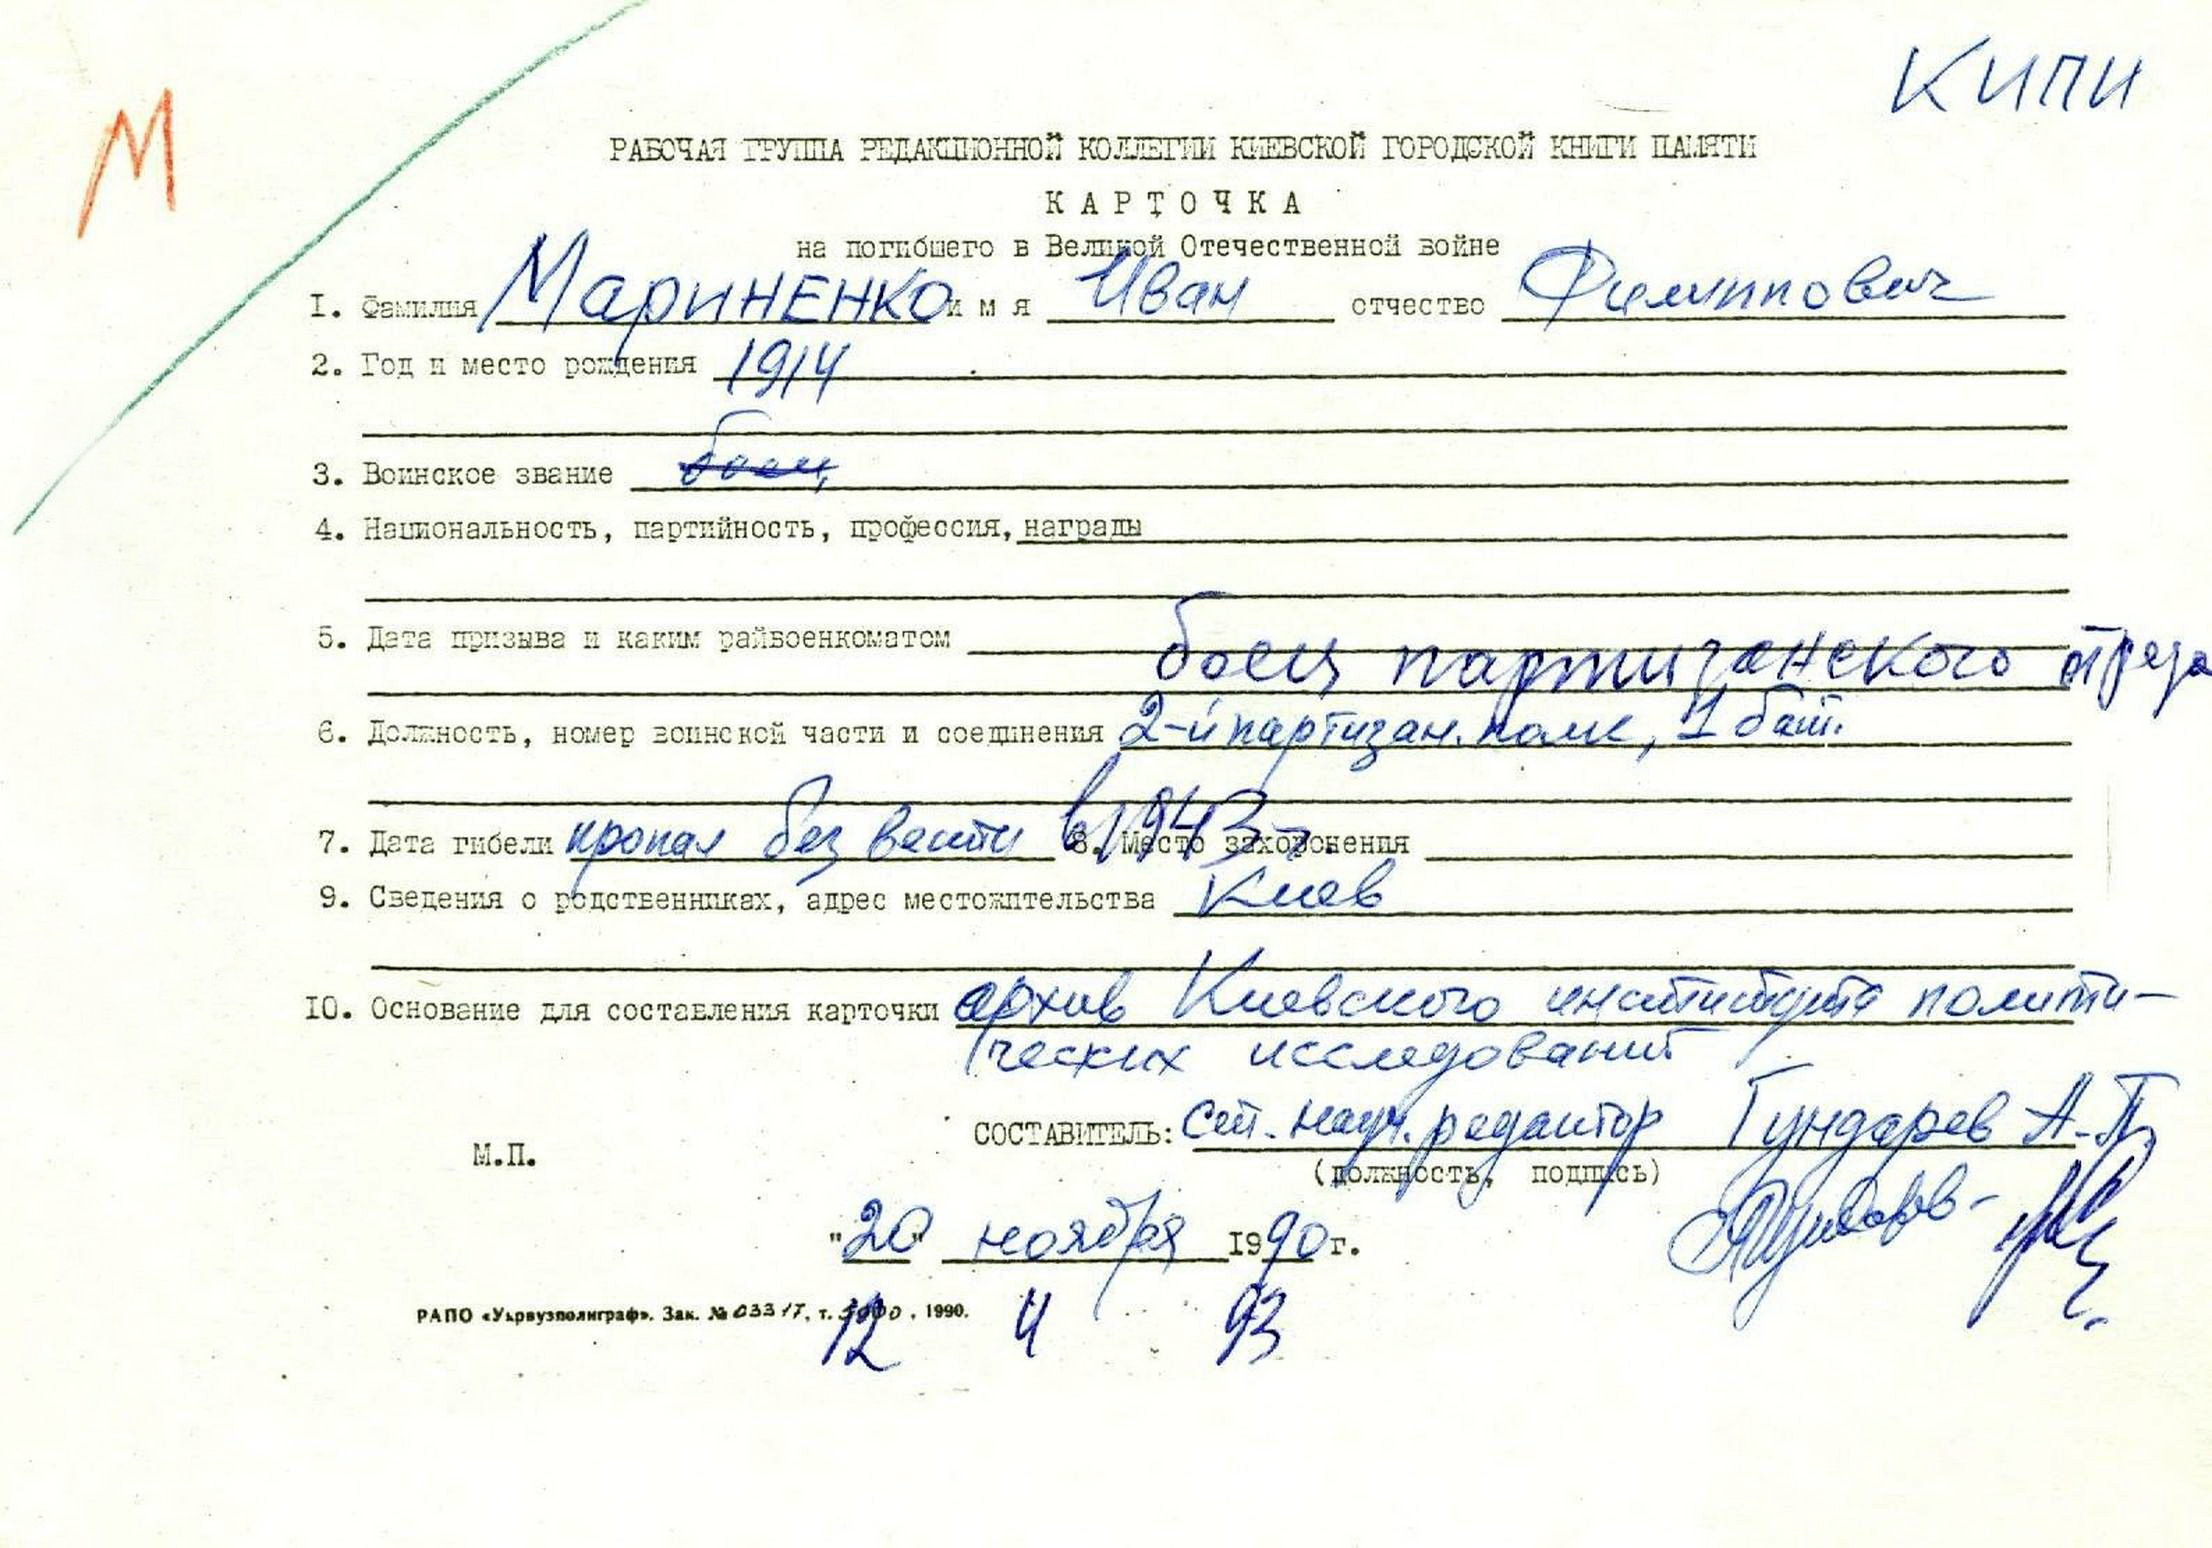 КИПИ
М
РАБОЧАЯ ГРУППА РЕДАКЦИОННОЙ КОЛЛЕГИИ КИЕВСКОЙ ГОРОДСКОЙ КНИГИ ПАМЯТИ
КАРТОЧКА
на погибшего в Великой Отечественной войне
1. Фамилия Мариненко имя Иван отчество Филиппович
2. Год и место рождения 1914
3. Воинское звание боец
4. Национальность, партийность, профессия, награды
5. Дата призыва и каким райвоенкоматом
боец партизанского отряда
6. Должность, номер воинской части и соединения 2-й партизан. полк, 1 бат.
7. Дата гибели пропал без вести в 1943 г. 8. Место захоронения
9. Сведения о родственниках, адрес местожительства Киев
10. Основание для составления карточки архив Киевского института полити-
ческих исследований
СОСТАВИТЕЛЬ: Ст. науч. редактор Гундарев А.П.
М.П.
(должность, подпись)
"20" ноября 1990 г.
РАПО «Укрвузполиграф». Зак. № 03317, т. 5000, 1990.
12 4 93